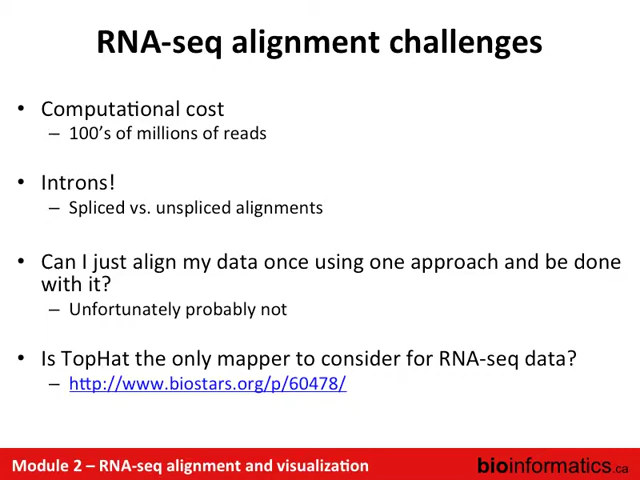 RNA-seq alignment challenges
• Computational cost
– 100's of millions of reads
• Introns!
– Spliced vs. unspliced alignments
• Can I just align my data once using one approach and be done
with it?
– Unfortunately probably not
• Is TopHat the only mapper to consider for RNA-seq data?
– http://www.biostars.org/p/60478/
Module 2 – RNA-seq alignment and visualization
bioinformatics.ca